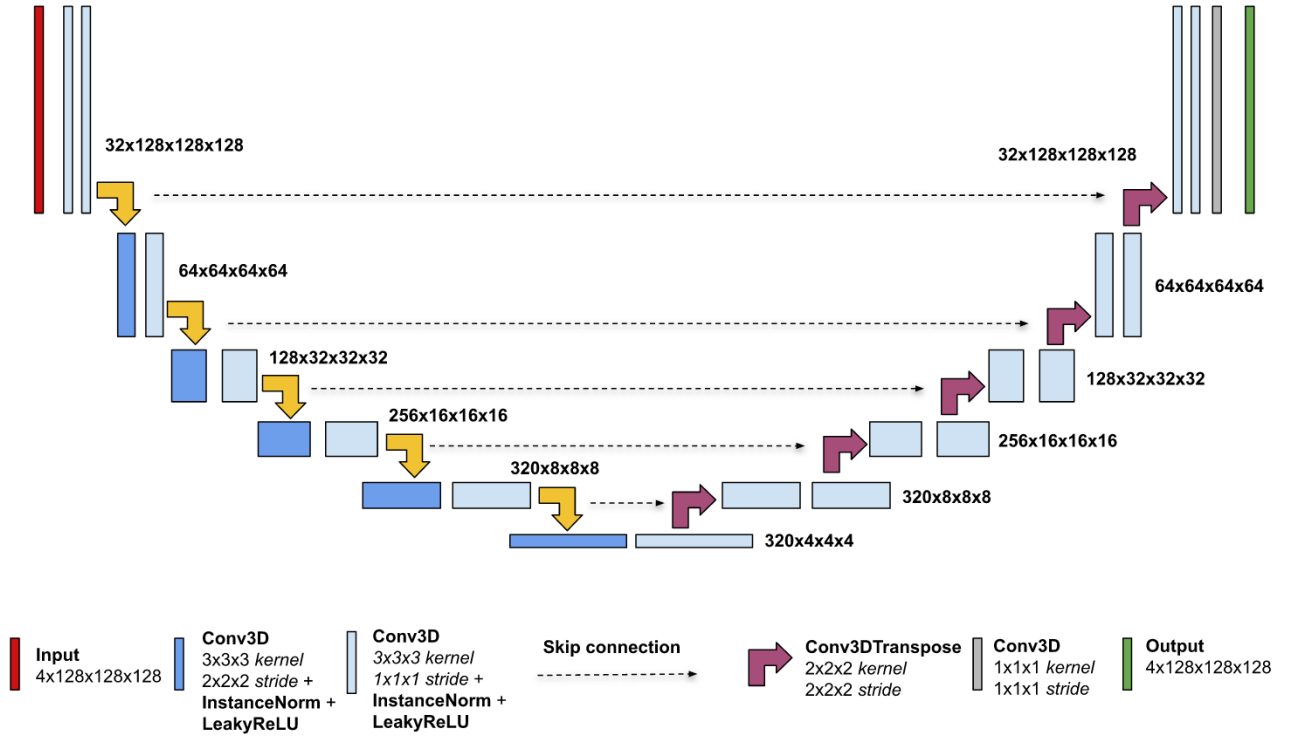 32x128x128x128
32x128x128x128
64x64x64x64
64x64x64x64
128x32x32x32
128x32x32x32
256x16x16x16
256x16x16x16
320x8x8x8
320x8x8x8
320x4x4x4
Input
4x128x128x128
Conv3D
3x3x3 kernel
2x2x2 stride +
InstanceNorm +
LeakyReLU
Conv3D
3x3x3 kernel
1x1x1 stride +
InstanceNorm +
LeakyReLU
Skip connection
Conv3DTranspose
2x2x2 kernel
2x2x2 stride
Conv3D
1x1x1 kernel
1x1x1 stride
Output
4x128x128x128